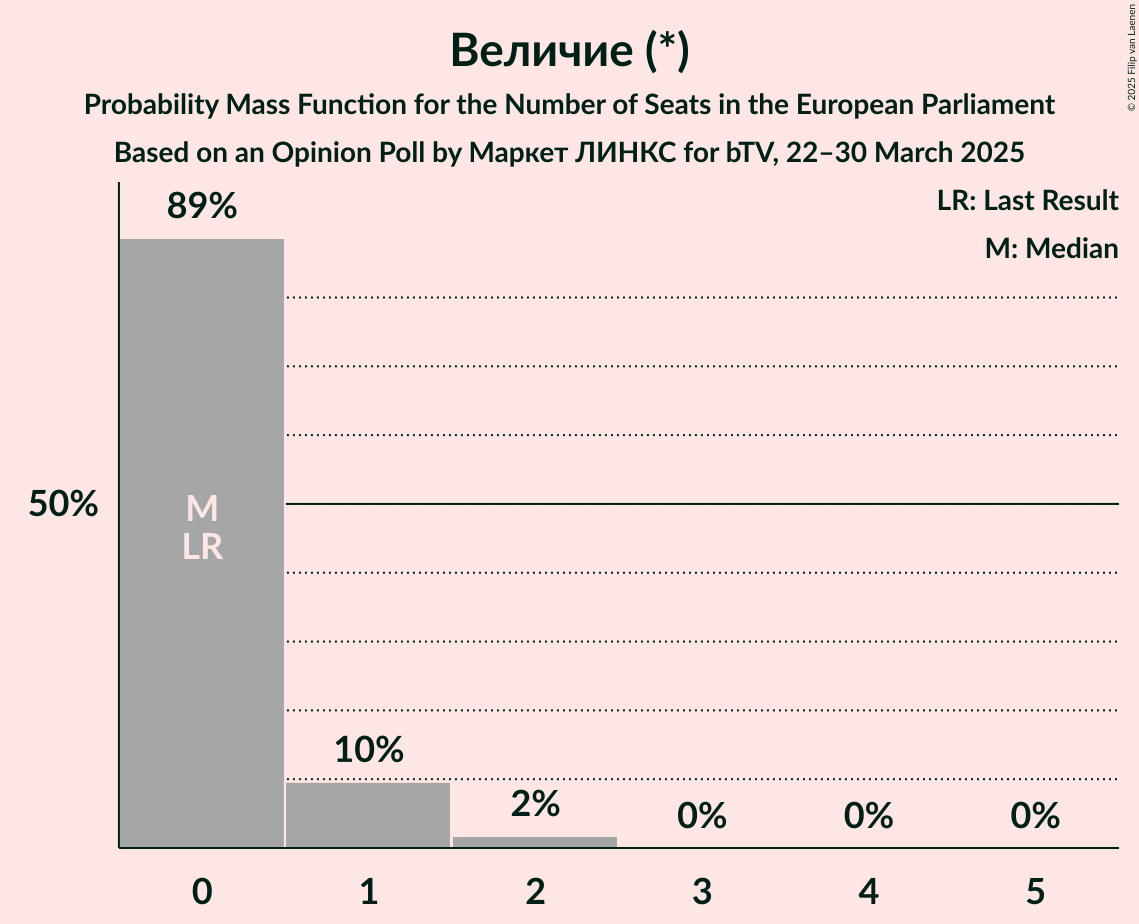 Величие (*)
Probability Mass Function for the Number of Seats in the European Parliament
Based on an Opinion Poll by Маркет ЛИНКС for bTV, 22–30 March 2025
© 2025 Filip van Laenen
LR: Last Result
M: Median
89%
50%
M
LR
10%
2%
0%
0%
0%
0
1
2
3
4
5